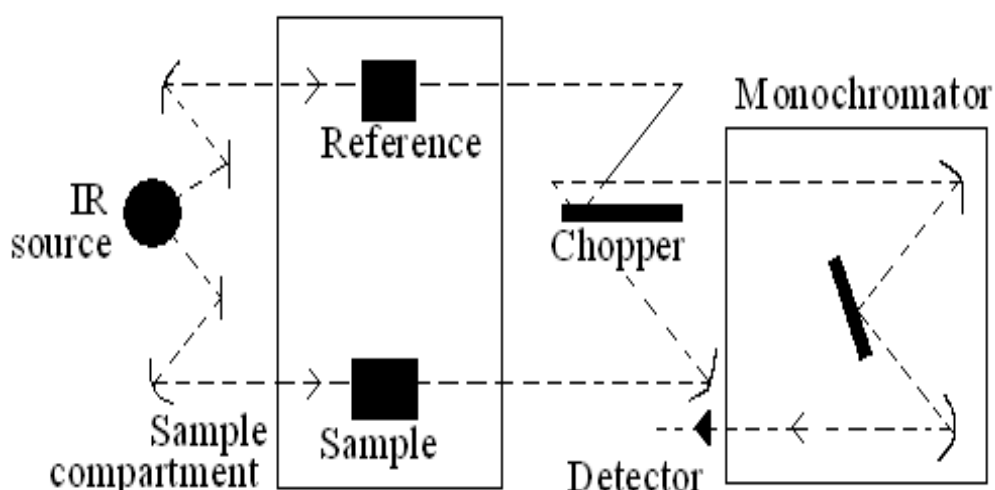 Monochromator
Reference
IR
source
Chopper
Sample
compartment
Sample
Detector